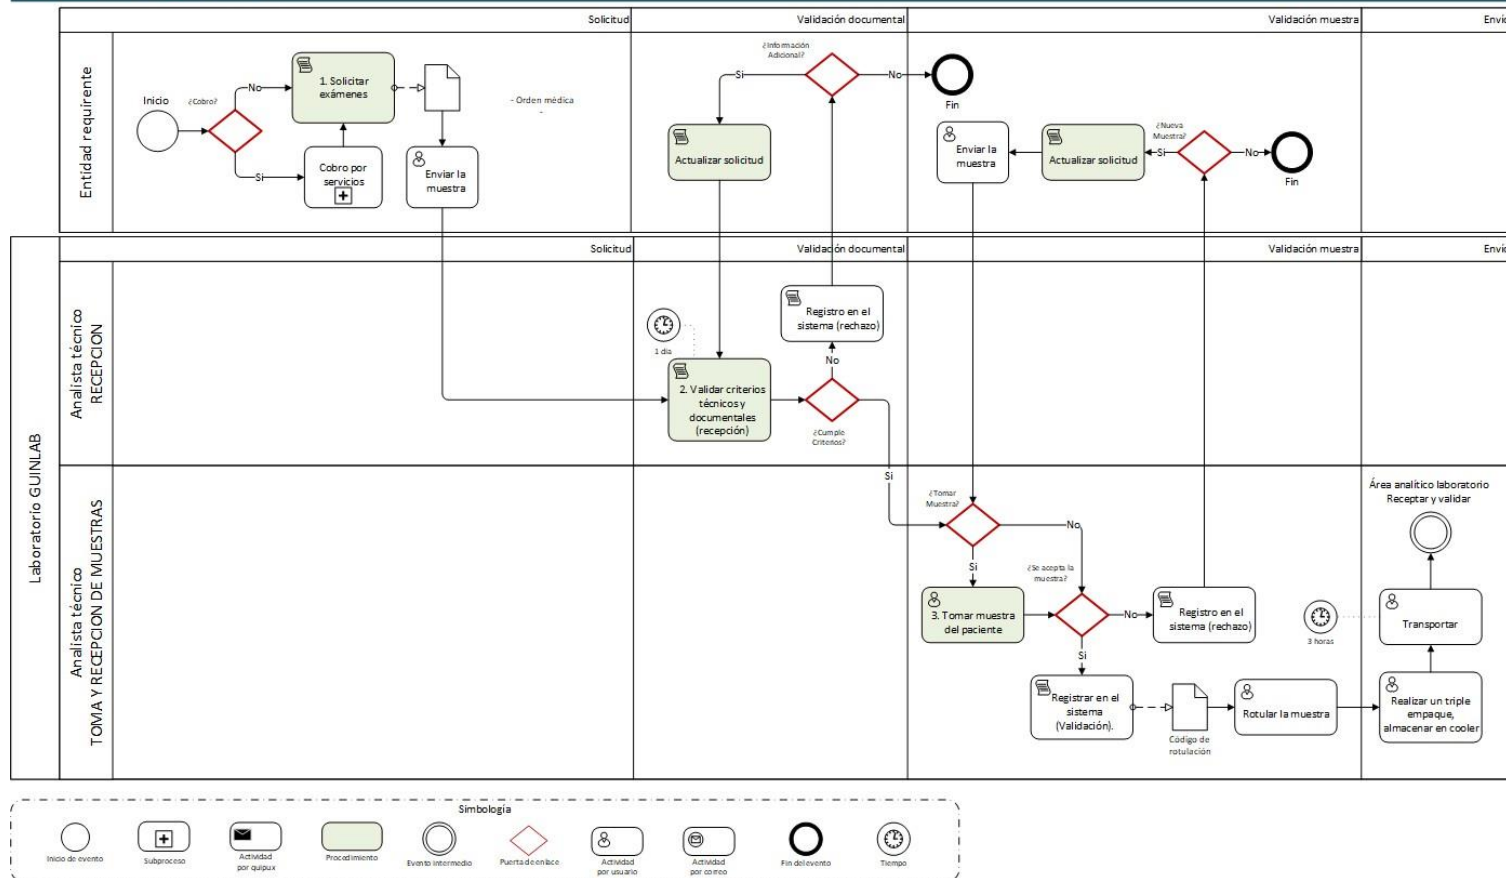 Solicitud
Validación documental
Validación muestra
Entidad requirente
Inicio
¿Cobro?
No
Si
1. Solicitar
exámenes
Cobro por
servicios
Enviar la
muestra
- Orden médica
-
¿Información
Adicional?
Si
No
Fin
Actualizar solicitud
Enviar la
muestra
Actualizar solicitud
¿Nueva
Muestra?
Si
No
Fin
Laboratorio GUINLAB
Solicitud
Validación documental
Validación muestra
Analista técnico
RECEPCION
1 dia
2. Validar criterios
técnicos y
documentales
(recepción)
Registro en el
sistema (rechazo)
No
¿Cumple
Criterios?
Si
Analista técnico
TOMA Y RECEPCION DE MUESTRAS
¿Tomar
Muestra?
No
Si
3. Tomar muestra
del paciente
¿Se acepta la
muestra?
No
Si
Registro en el
sistema (rechazo)
Registrar en el
sistema
(Validación).
Código de
rotulación
Rotular la muestra
Área analítico laboratorio
Receptar y validar
3 horas
Transportar
Realizar un triple
empaque,
almacenar en cooler
Simbología
Inicio de evento
Subproceso
Actividad
por quipux
Procedimiento
Evento intermedio
Puerta de enlace
Actividad
por usuario
Actividad
por correo
Fin del evento
Tiempo